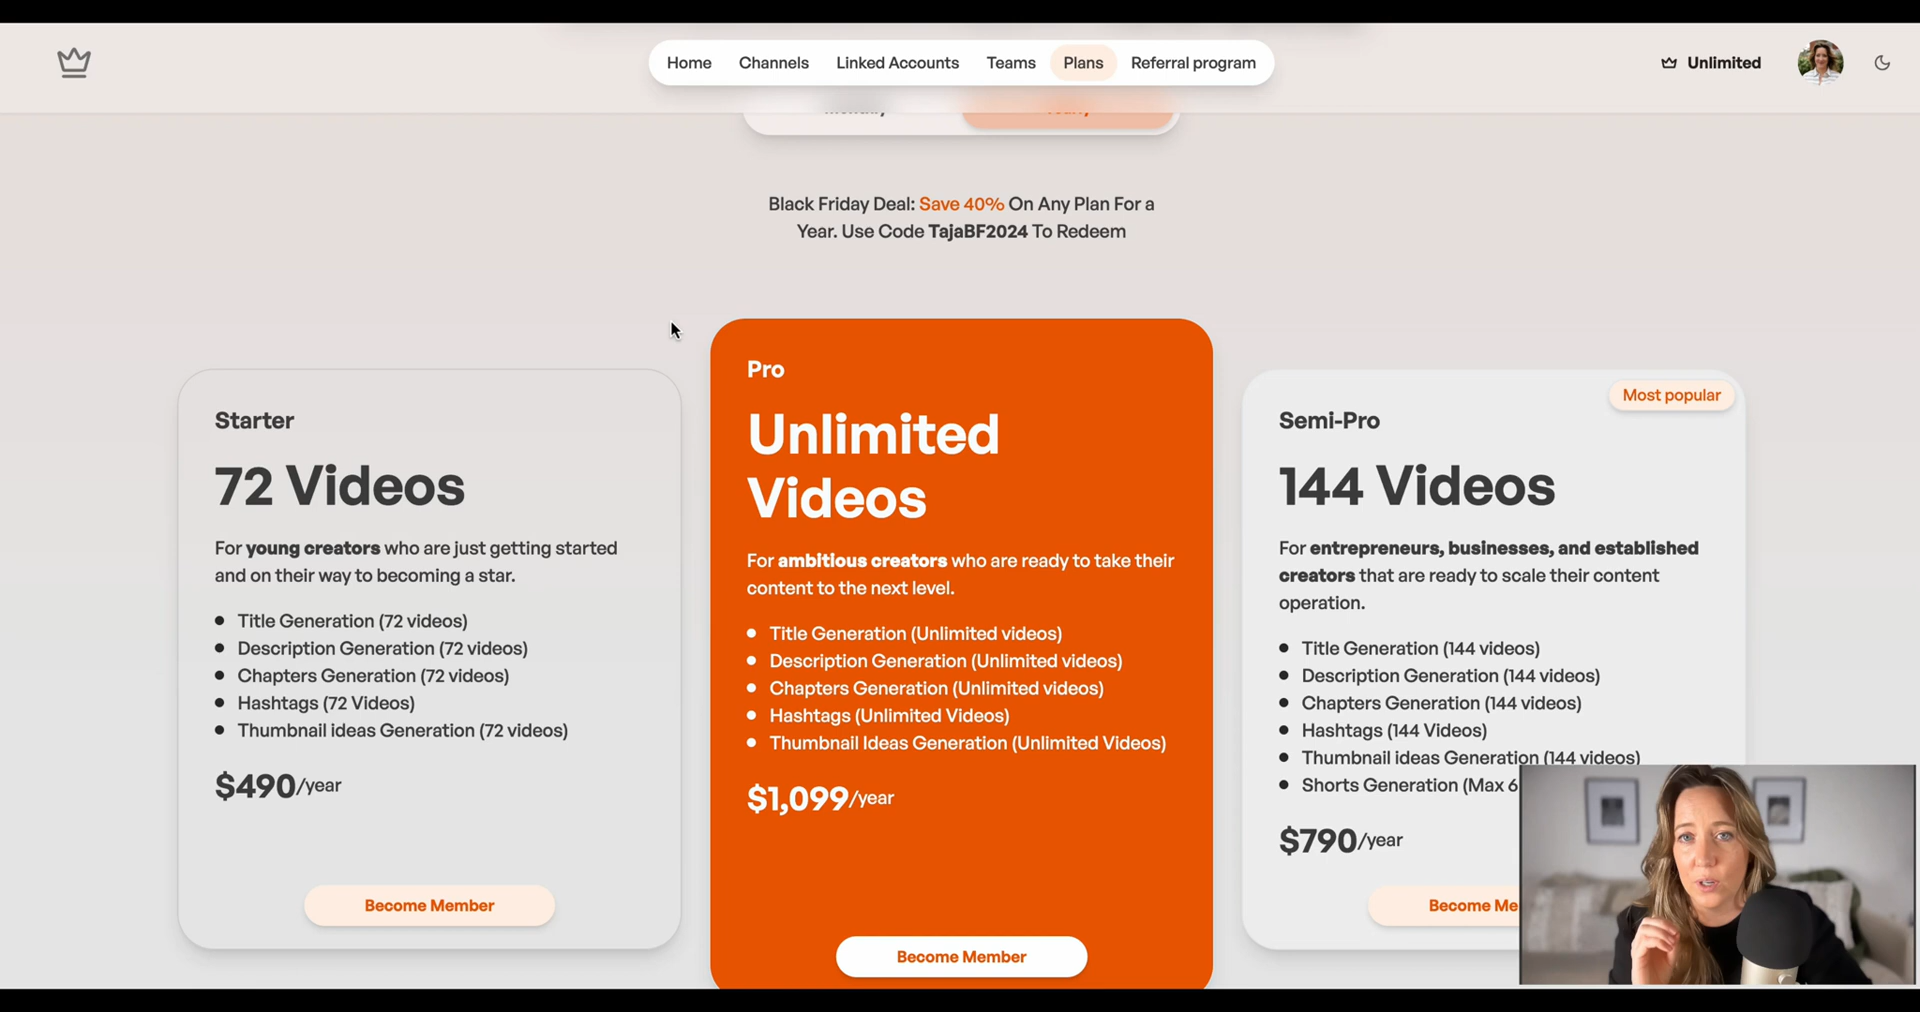 Home Channels Linked Accounts Teams Plans Referral program
Unlimited
Monthly Yearly
Black Friday Deal: Save 40% On Any Plan For a
Year. Use Code TajaBF2024 To Redeem
Starter
72 Videos
For young creators who are just getting started
and on their way to becoming a star.
Title Generation (72 videos)
Description Generation (72 videos)
Chapters Generation (72 videos)
Hashtags (72 Videos)
Thumbnail ideas Generation (72 videos)
$490/year
Become Member
Pro
Unlimited
Videos
For ambitious creators who are ready to take their
content to the next level.
Title Generation (Unlimited videos)
Description Generation (Unlimited videos)
Chapters Generation (Unlimited videos)
Hashtags (Unlimited Videos)
Thumbnail Ideas Generation (Unlimited Videos)
$1,099/year
Become Member
Most popular
Semi-Pro
144 Videos
For entrepreneurs, businesses, and established
creators that are ready to scale their content
operation.
Title Generation (144 videos)
Description Generation (144 videos)
Chapters Generation (144 videos)
Hashtags (144 Videos)
Thumbnail ideas Generation (144 videos)
Shorts Generation (Max 6
$790/year
Become Me